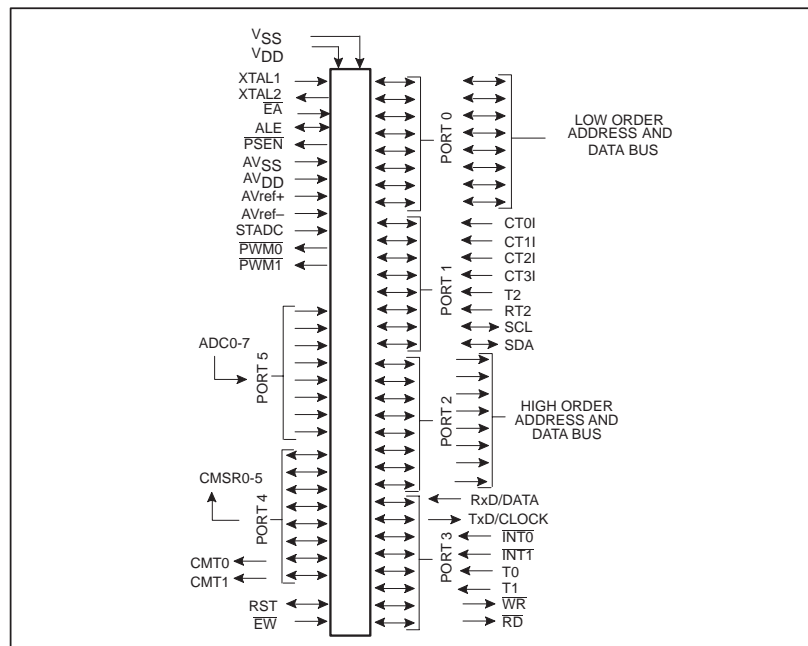 VSS
VDD
XTAL1
XTAL2
EA
ALE
PSEN
AVSS
AVDD
AVref+
AVref–
STADC
PWM0
PWM1
ADC0-7
PORT 5
CMSR0-5
PORT 4
CMT0
CMT1
RST
EW
PORT 0
LOW ORDER
ADDRESS AND
DATA BUS
PORT 1
CT0I
CT1I
CT2I
CT3I
T2
RT2
SCL
SDA
PORT 2
HIGH ORDER
ADDRESS AND
DATA BUS
PORT 3
RxD/DATA
TxD/CLOCK
INT0
INT1
T0
T1
WR
RD